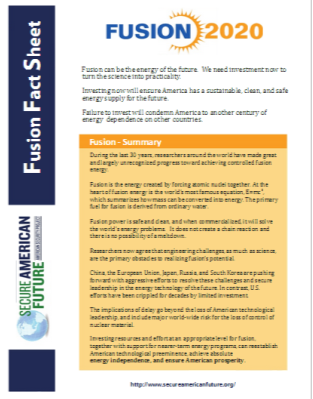 Fusion Fact Sheet
FUSION 2020
Fusion can be the energy of the future. We need investment now to
turn the science into practicality.
Investing now will ensure America has a sustainable, clean, and safe
energy supply for the future.
Failure to invest will condemn America to another century of
energy dependence on other countries.
Fusion - Summary
During the last 30 years, researchers around the world have made great
and largely unrecognized progress toward achieving controlled fusion
energy.
Fusion is the energy created by forcing atomic nuclei together. At the
heart of fusion energy is the world's most famous equation, E=mc²,
which summarizes how mass can be converted into energy. The primary
fuel for fusion is derived from ordinary water.
Fusion power is safe and clean, and when commercialized, it will solve
the world's energy problems. It does not create a chain reaction and
there is no possibility of a meltdown.
Researchers now agree that engineering challenges, as much as science,
are the primary obstacles to realizing fusion's potential.
China, the European Union, Japan, Russia, and South Korea are pushing
forward with aggressive efforts to resolve these challenges and secure
leadership in the energy technology of the future. In contrast, U.S.
efforts have been crippled for decades by limited investment.
The implications of delay go beyond the loss of American technological
leadership, and include major world-wide risk for the loss of control of
nuclear material.
Investing resources and effort at an appropriate level for fusion,
together with support for nearer-term energy programs, can reestablish
American technological preeminence, achieve absolute
energy independence, and ensure American prosperity.
SECURE AMERICAN
FUTURE
http://www.secureamericanfuture.org/